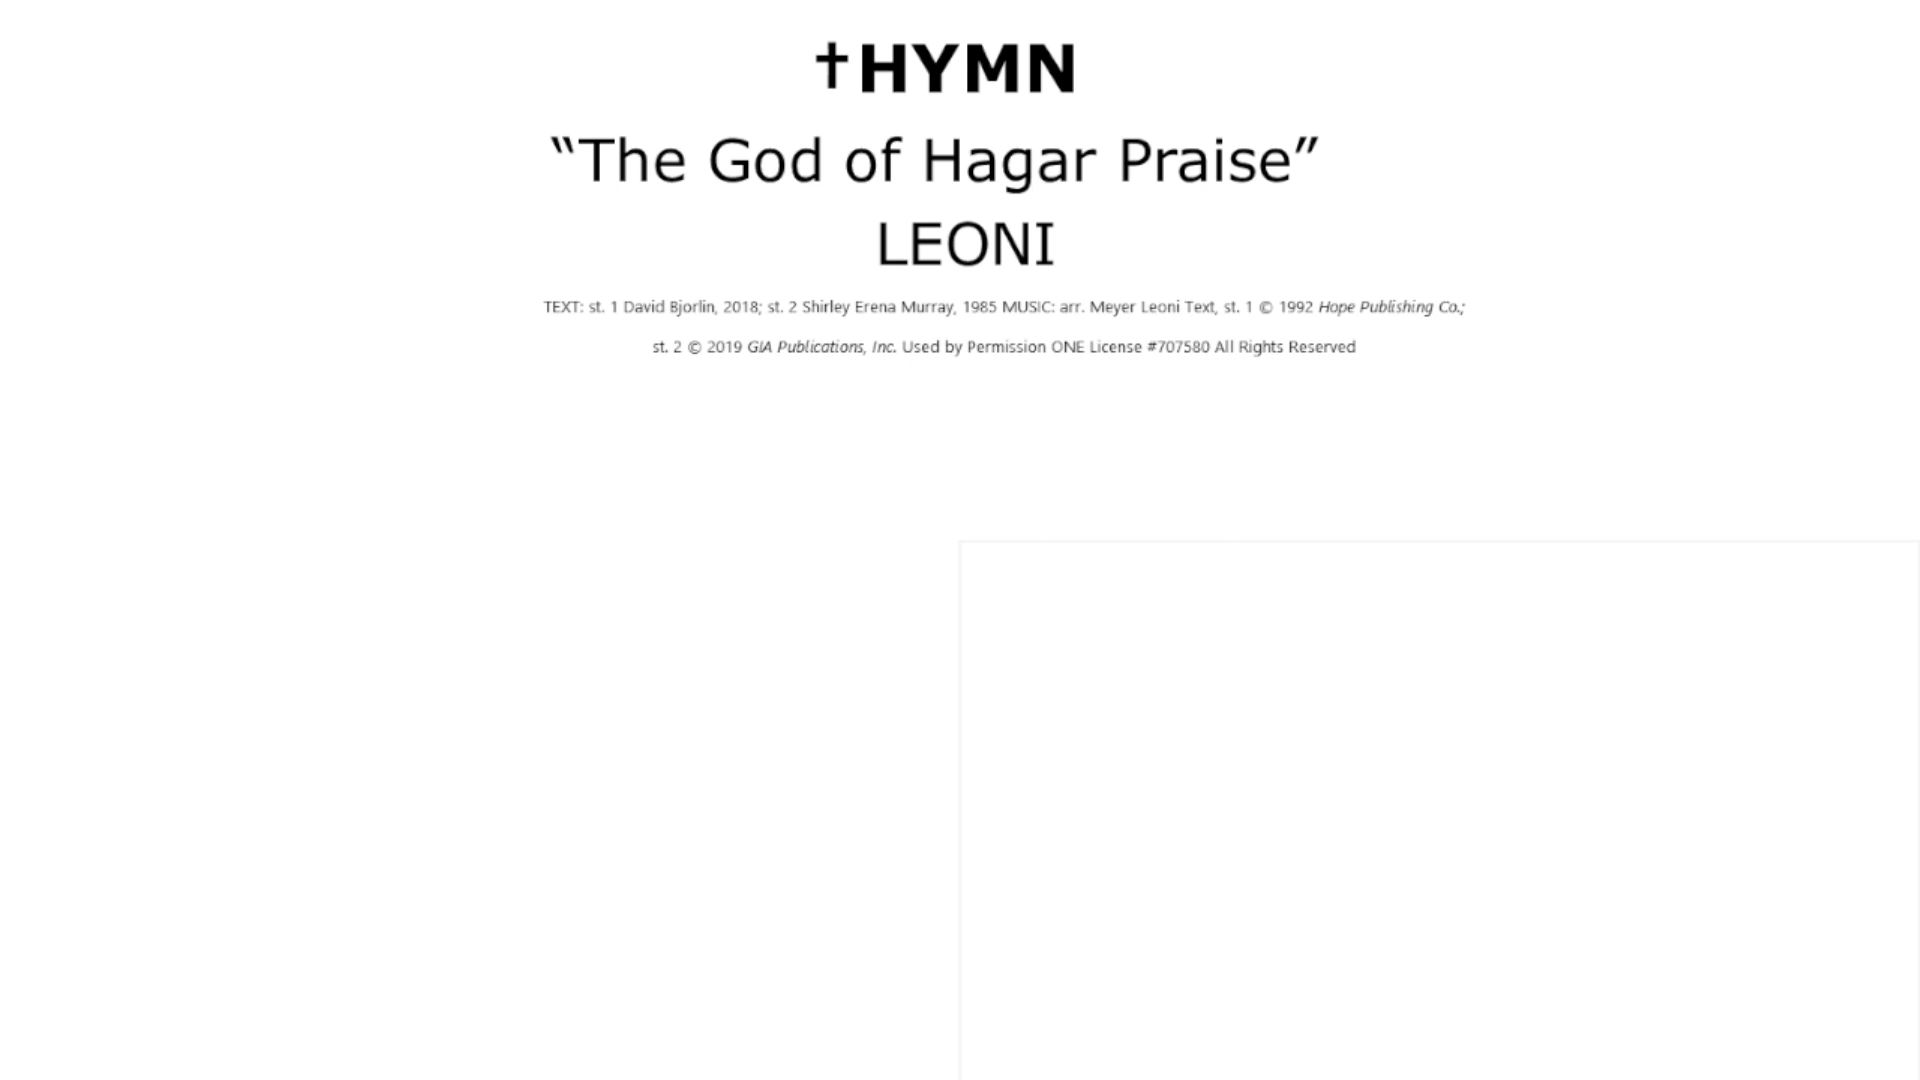 ✝HYMN
“The God of Hagar Praise”
LEONI
TEXT: st. 1 David Bjorlin, 2018; st. 2 Shirley Erena Murray, 1985 MUSIC: arr. Meyer Leoni Text, st. 1 © 1992 Hope Publishing Co.;
st. 2 © 2019 GIA Publications, Inc. Used by Permission ONE License #707580 All Rights Reserved